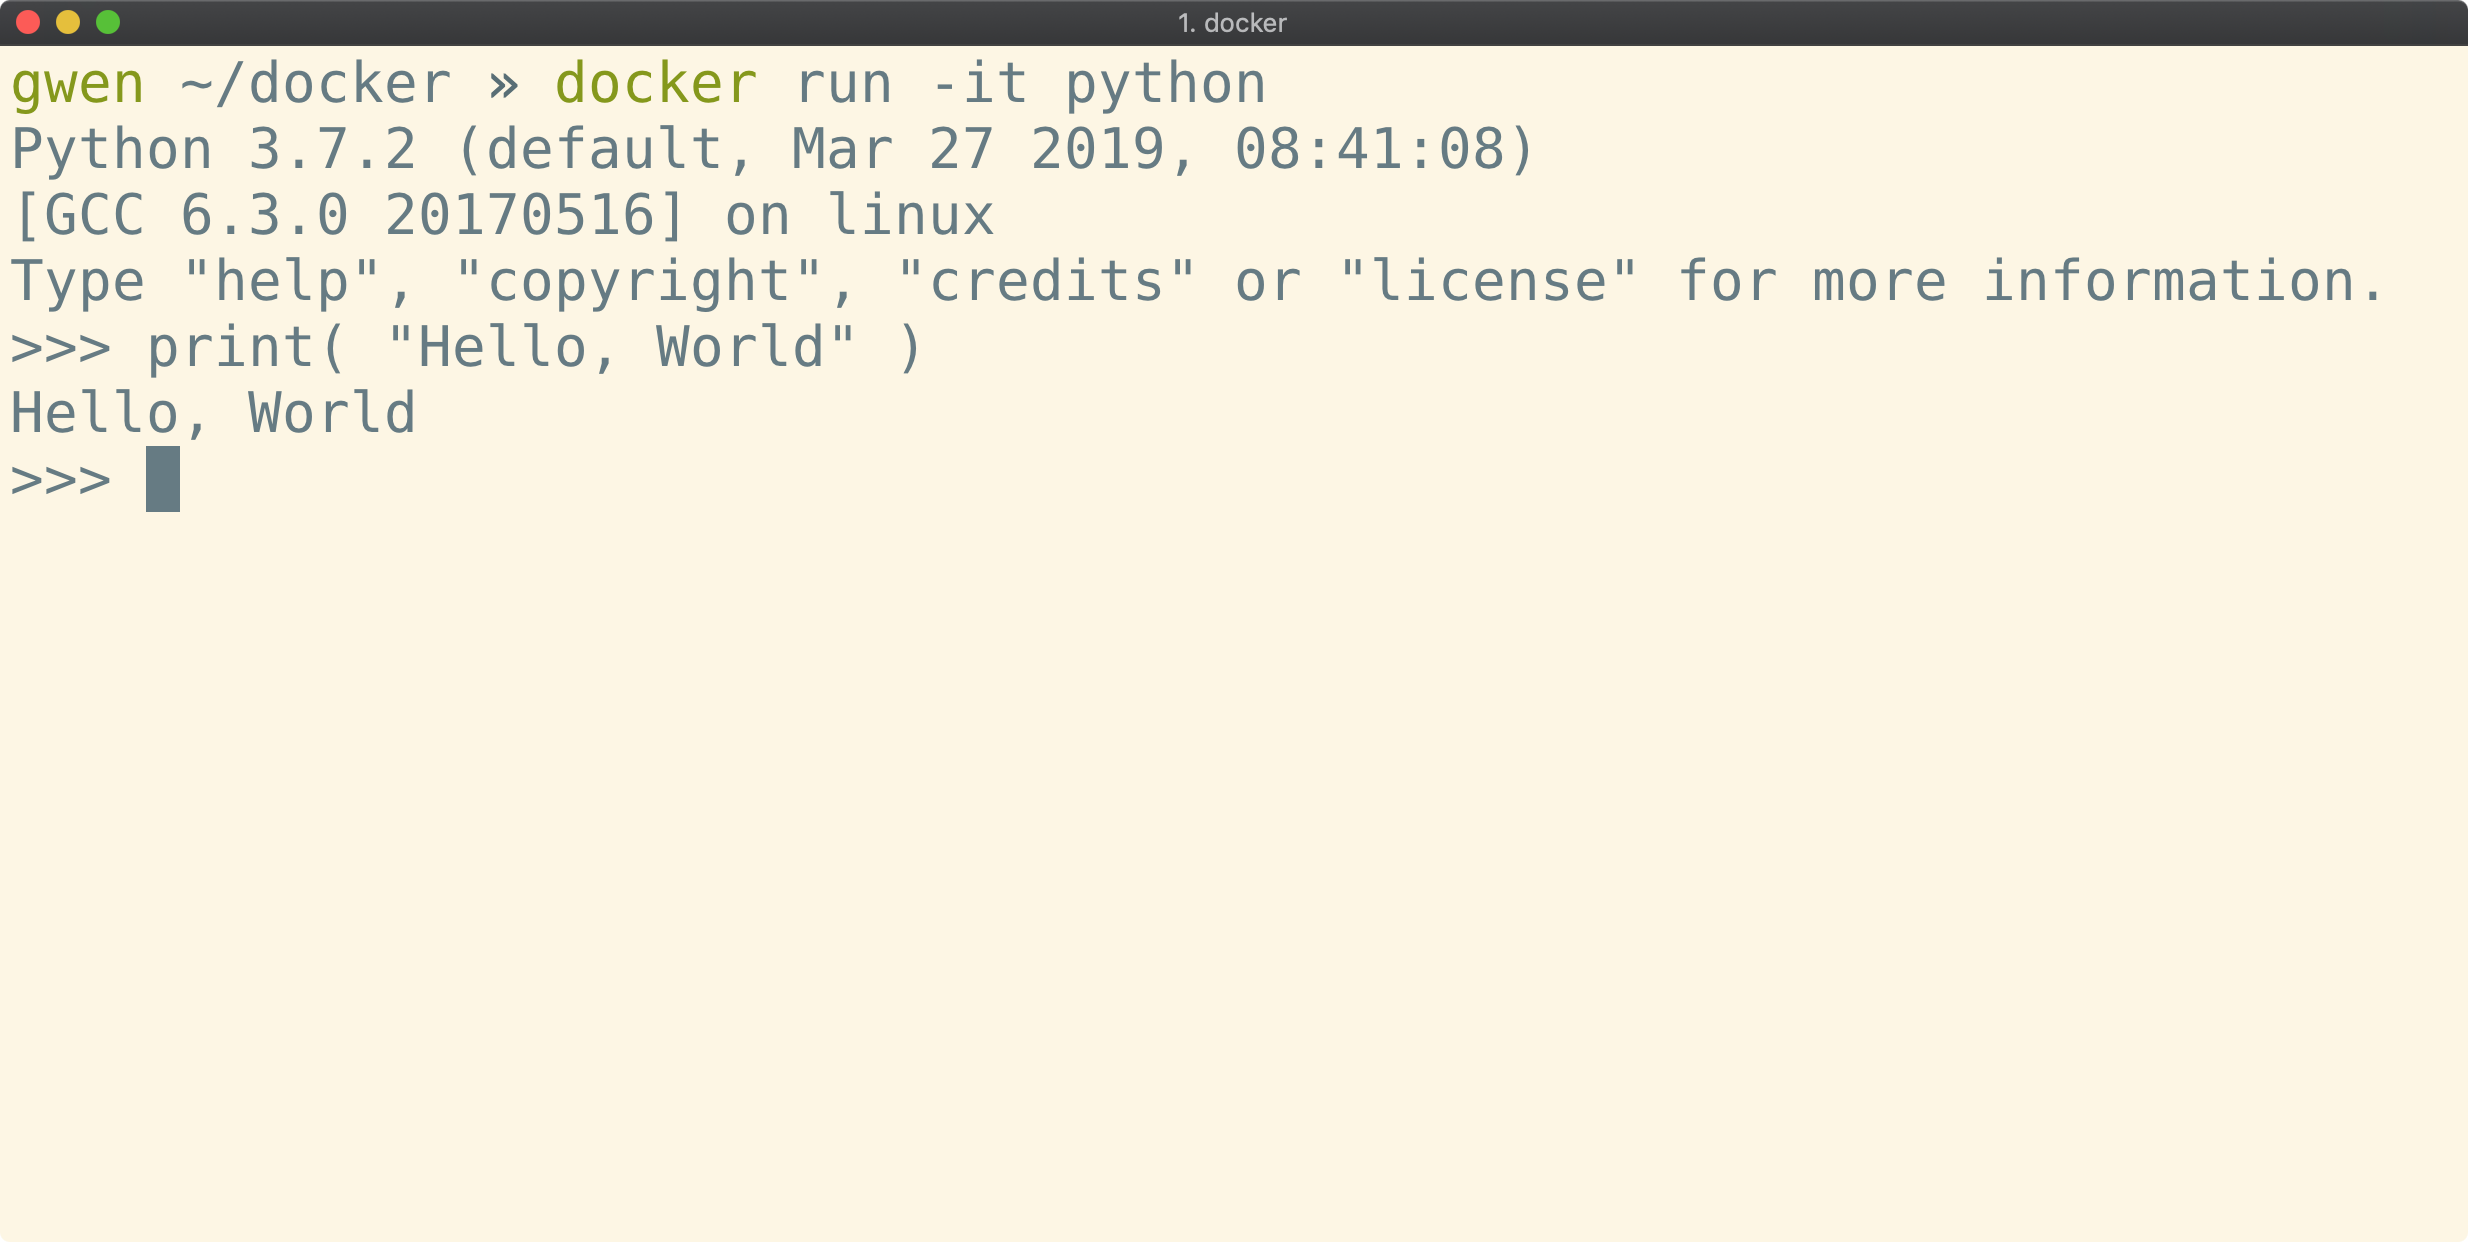 1. docker
gwen ~/docker » docker run -it python
Python 3.7.2 (default, Mar 27 2019, 08:41:08)
[GCC 6.3.0 20170516] on linux
Type "help", "copyright", "credits" or "license" for more information.
>>> print( "Hello, World" )
Hello, World
>>>